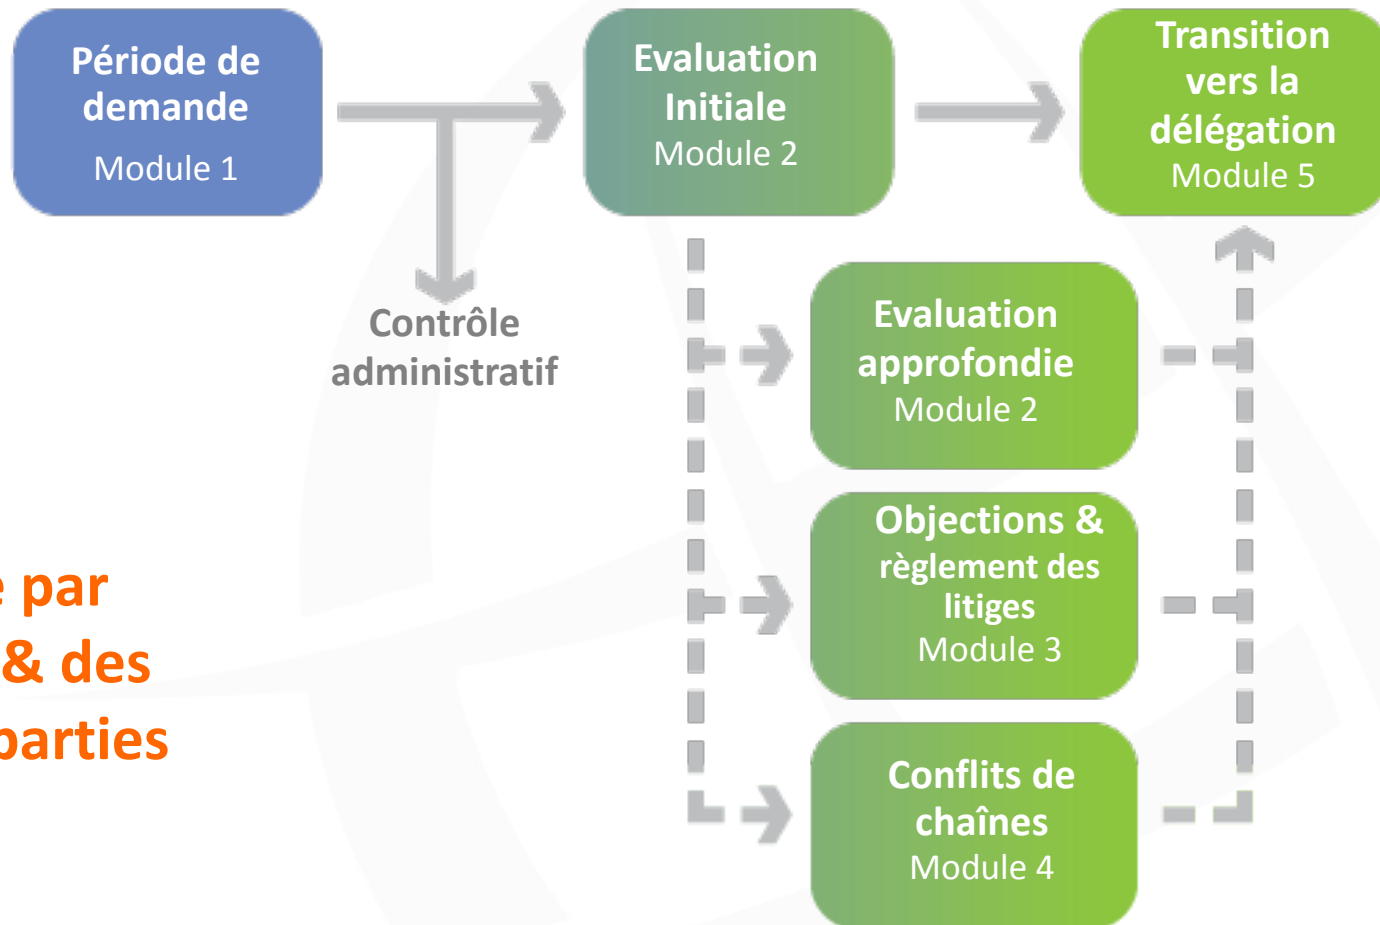 Période de
demande
Module 1
Evaluation
Initiale
Module 2
Transition
vers la
délégation
Module 5
Contrôle
administratif
Evaluation
approfondie
Module 2
Objections &
règlement des
litiges
Module 3
Conflits de
chaînes
Module 4
par
& des
parties